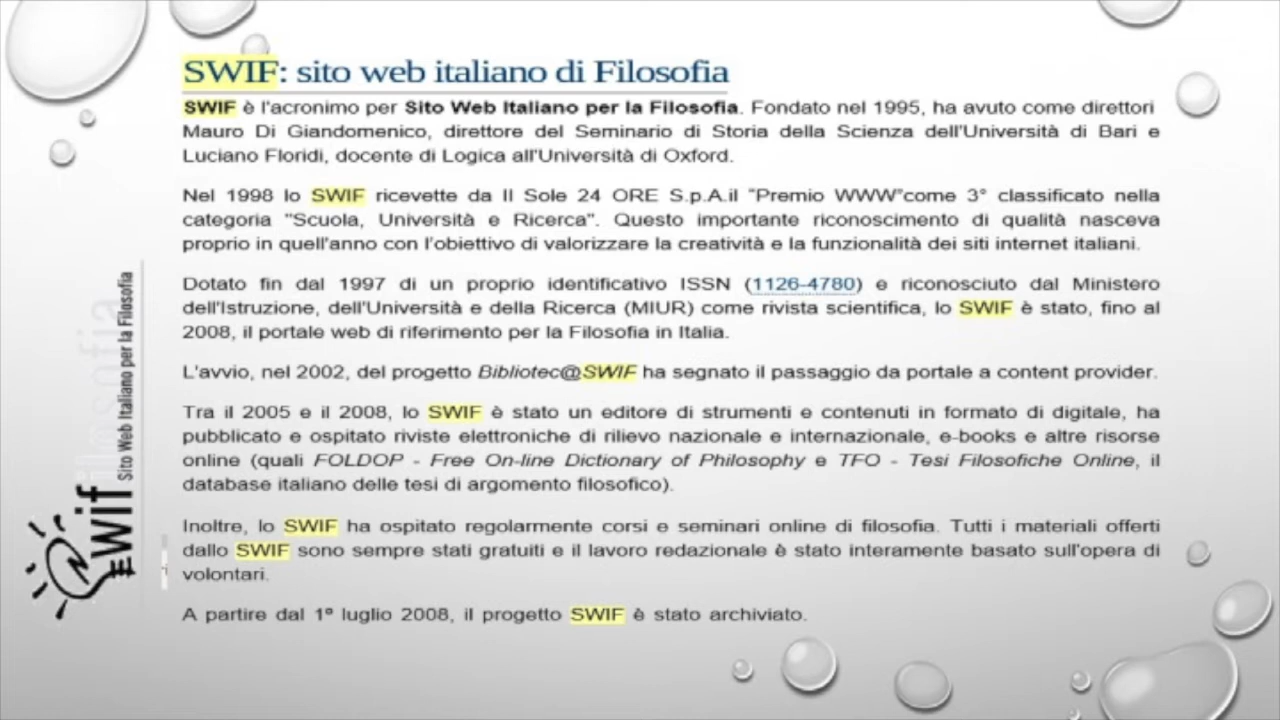 SWIF: sito web italiano di Filosofia
SWIF è l'acronimo per Sito Web Italiano per la Filosofia. Fondato nel 1995, ha avuto come direttori
Mauro Di Giandomenico, direttore del Seminario di Storia della Scienza dell'Università di Bari e
Luciano Floridi, docente di Logica all'Università di Oxford.
Nel 1998 lo SWIF ricevette da Il Sole 24 ORE S.p.A.il "Premio WWW"come 3° classificato nella
categoria "Scuola, Università e Ricerca". Questo importante riconoscimento di qualità nasceva
proprio in quell'anno con l'obiettivo di valorizzare la creatività e la funzionalità dei siti internet italiani.
Dotato fin dal 1997 di un proprio identificativo ISSN (1126-4780) e riconosciuto dal Ministero
dell'Istruzione, dell'Università e della Ricerca (MIUR) come rivista scientifica, lo SWIF è stato, fino al
2008, il portale web di riferimento per la Filosofia in Italia.
L'avvio, nel 2002, del progetto Bibliotec@SWIF ha segnato il passaggio da portale a content provider.
Tra il 2005 e il 2008, lo SWIF è stato un editore di strumenti e contenuti in formato di digitale, ha
pubblicato e ospitato riviste elettroniche di rilievo nazionale e internazionale, e-books e altre risorse
online (quali FOLDOP - Free On-line Dictionary of Philosophy e TFO - Tesi Filosofiche Online, il
database italiano delle tesi di argomento filosofico).
Inoltre, lo SWIF ha ospitato regolarmente corsi e seminari online di filosofia. Tutti i materiali offerti
dallo SWIF sono sempre stati gratuiti e il lavoro redazionale è stato interamente basato sull'opera di
volontari.
A partire dal 1° luglio 2008, il progetto SWIF è stato archiviato.
swif
filosofia
Sito Web Italiano per la Filosofia